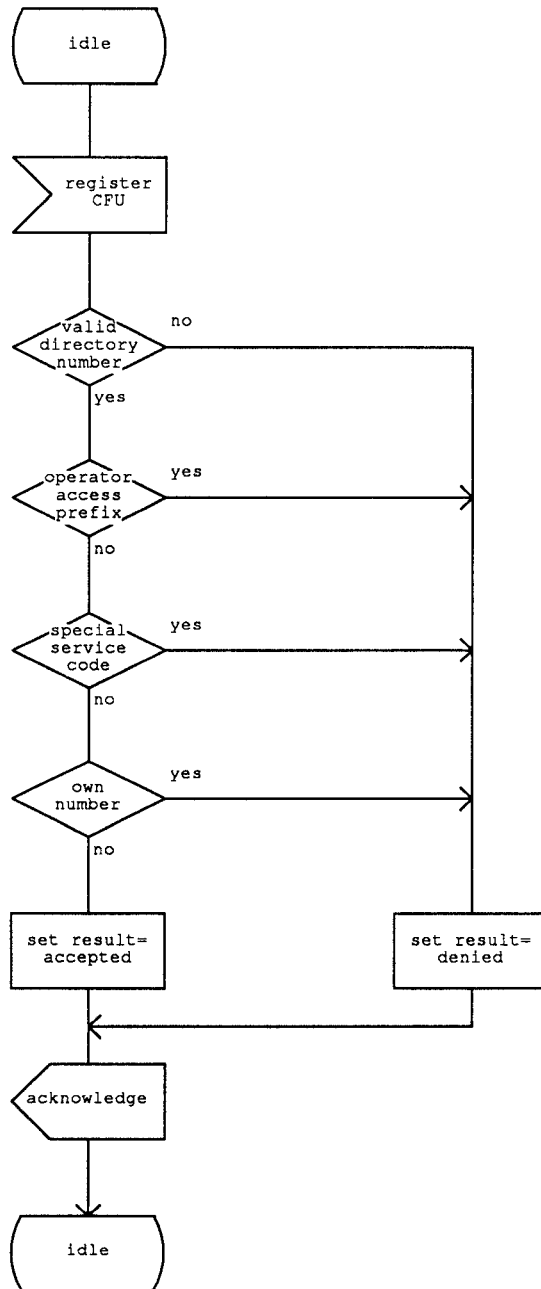 idle
register
CFU
valid
directory
number
no
yes
operator
access
prefix
yes
no
special
service
code
yes
no
own
number
yes
no
set result=
accepted
set result=
denied
acknowledge
idle